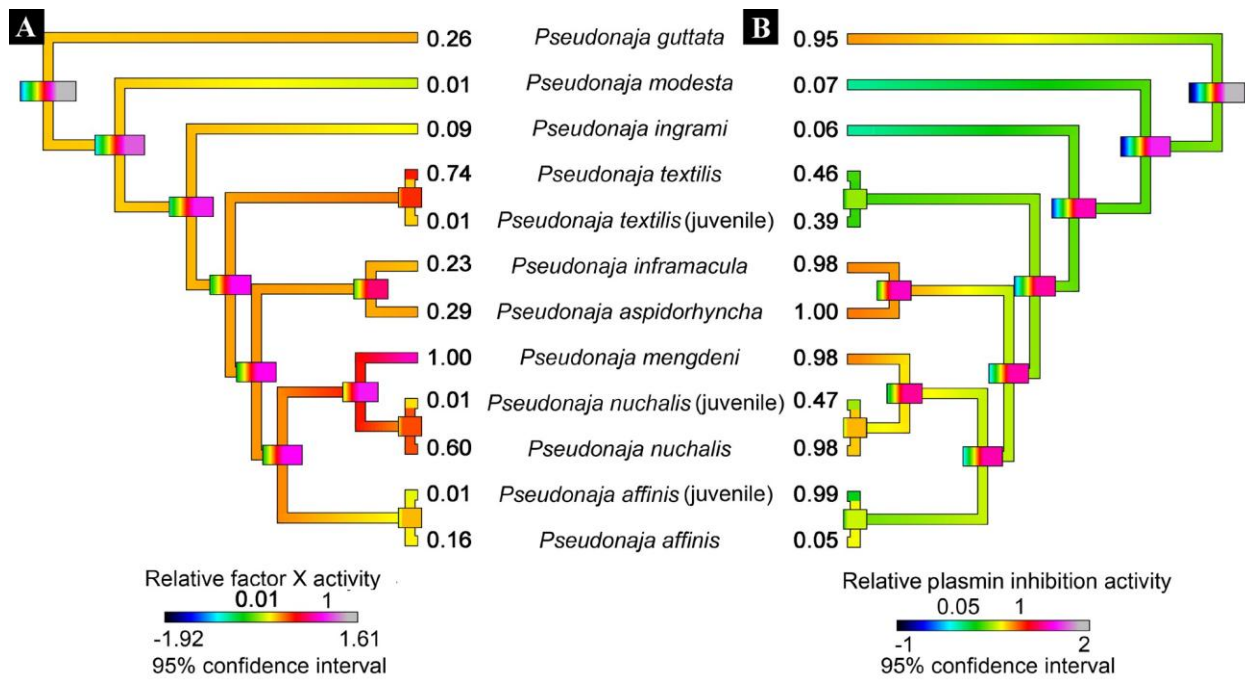 A B
0.26 Pseudonaja guttata 0.95
0.01 Pseudonaja modesta 0.07
0.09 Pseudonaja ingrami 0.06
0.74 Pseudonaja textilis 0.46
0.01 Pseudonaja textilis (juvenile) 0.39
0.23 Pseudonaja inframacula 0.98
0.29 Pseudonaja aspidorhyncha 1.00
1.00 Pseudonaja mengdeni 0.98
0.01 Pseudonaja nuchalis (juvenile) 0.47
0.60 Pseudonaja nuchalis 0.98
0.01 Pseudonaja affinis (juvenile) 0.99
0.16 Pseudonaja affinis 0.05
Relative factor X activity
0.01 1
-1.92 1.61
95% confidence interval
Relative plasmin inhibition activity
0.05 1
-1 2
95% confidence interval